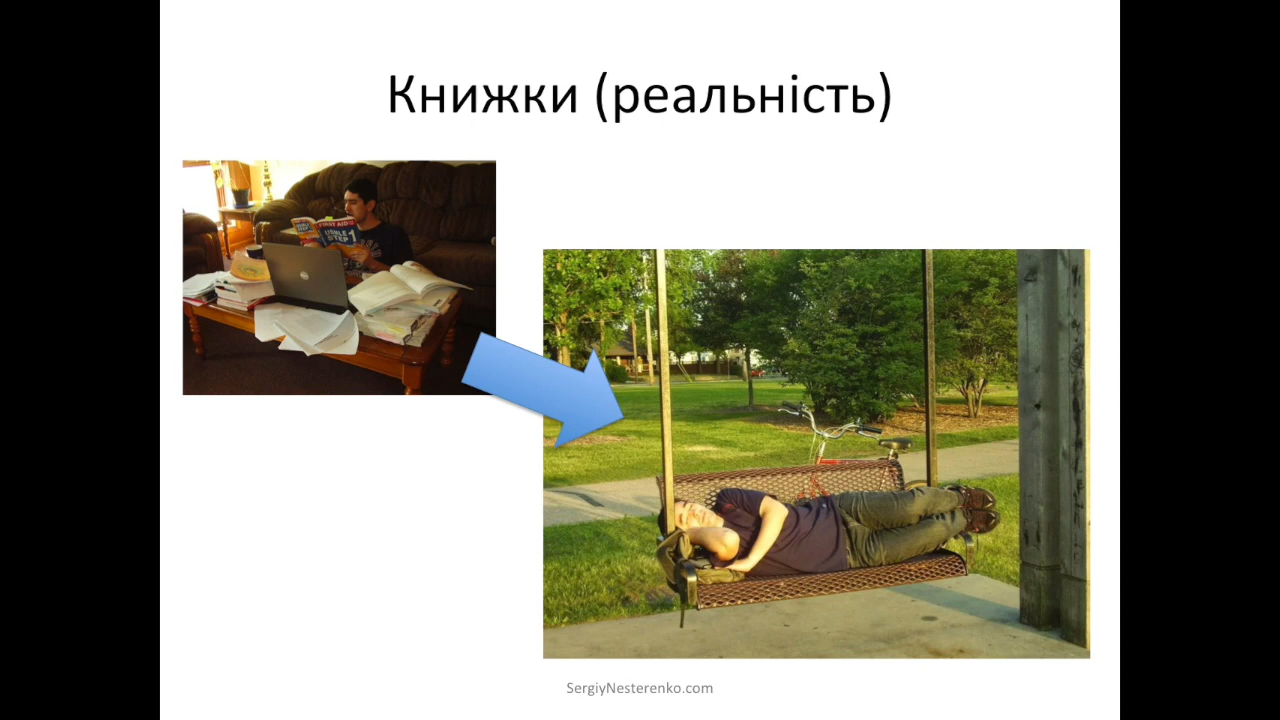 Книжки (реальність)
FIRST AID
USMLE
STEP 1
SergiyNesterenko.com